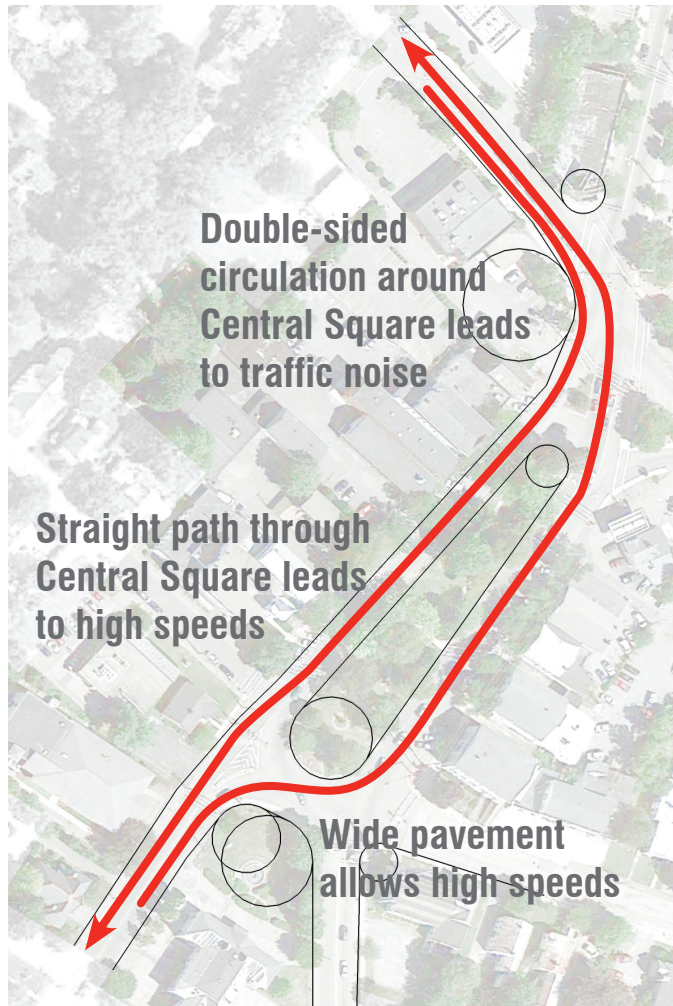 Double-sided
circulation around
Central Square leads
to traffic noise
Straight path through
Central Square leads
to high speeds
Wide pavement
allows high speeds